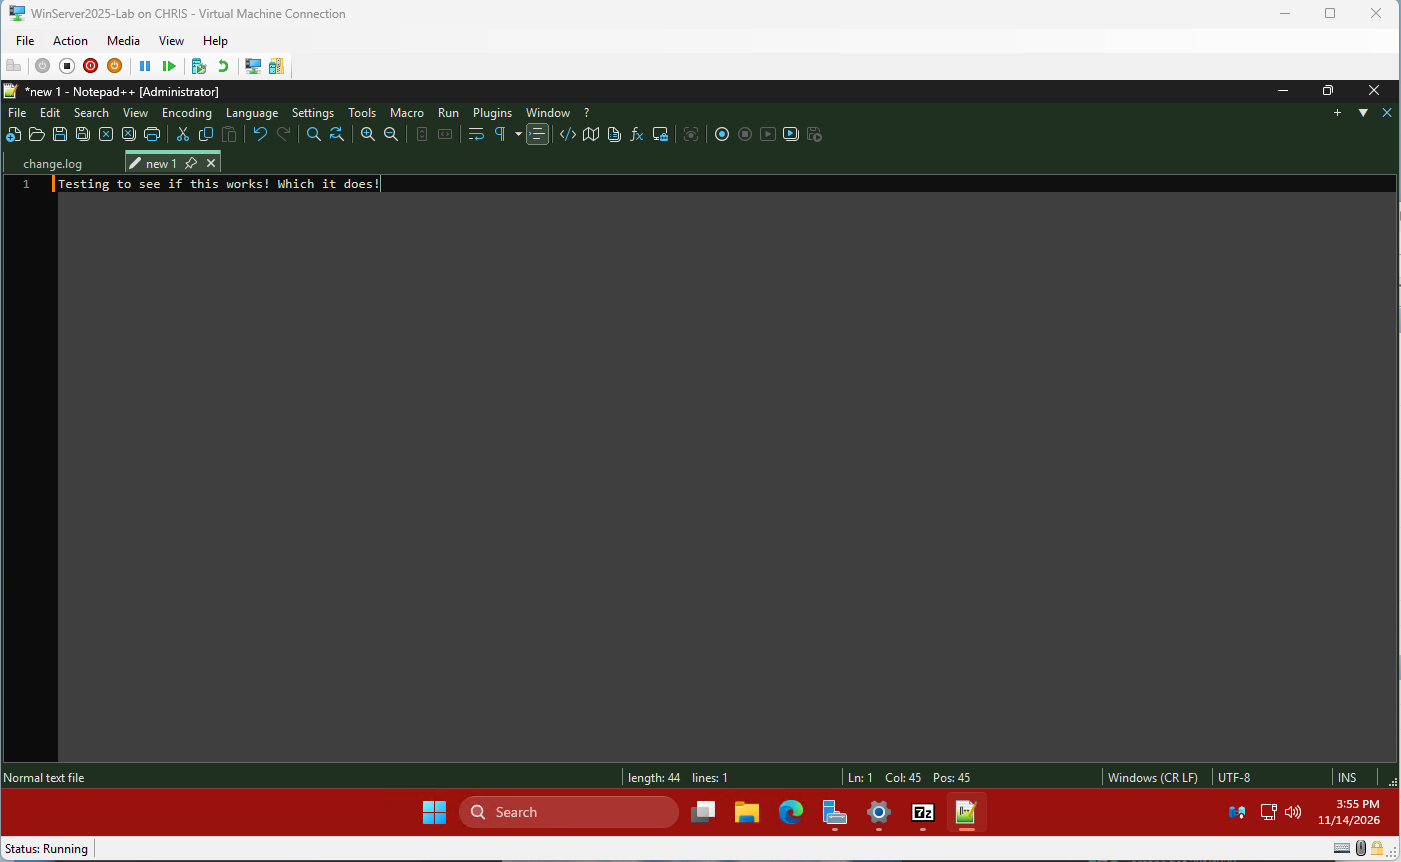 WinServer2025-Lab on CHRIS - Virtual Machine Connection
File Action Media View Help
*new 1 - Notepad++ [Administrator]
File Edit Search View Encoding Language Settings Tools Macro Run Plugins Window ?
change.log new 1
1 Testing to see if this works! Which it does!
Normal text file length: 44 lines: 1 Ln: 1 Col: 45 Pos: 45 Windows (CR LF) UTF-8 INS
Search 7z 3:55 PM
11/14/2026
Status: Running